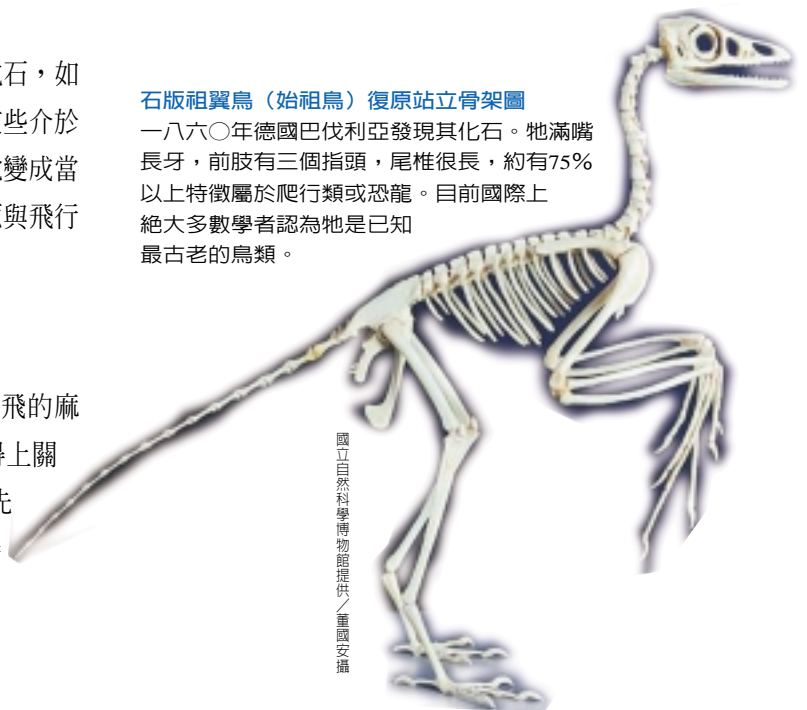 石，如
些介於
變成當
與飛行
飛的麻
上關
先
石版祖翼鳥（始祖鳥）復原站立骨架圖
一八六○年德國巴伐利亞發現其化石。牠滿嘴
長牙，前肢有三個指頭，尾椎很長，約有75%
以上特徵屬於爬行類或恐龍。目前國際上
絕大多數學者認為牠是已知
最古老的鳥類。
國立自然科學博物館提供／董國安攝